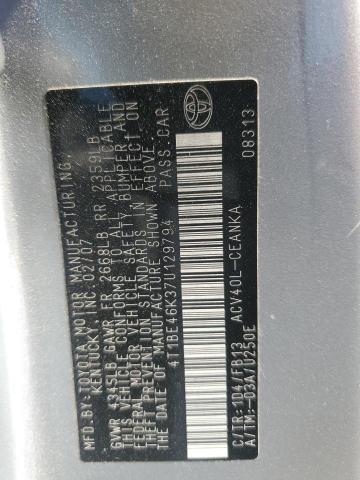 MFD. BY: TOYOTA MOTOR MANUFACTURING,
KENTUCKY, INC. 02/07
GVWR 4345LB GAWR FR 2668LB RR 2359LB
THIS VEHICLE CONFORMS TO ALL APPLICABLE
FEDERAL MOTOR VEHICLE SAFETY, BUMPER AND
THEFT PREVENTION STANDARDS IN EFFECT ON
THE DATE OF MANUFACTURE SHOWN ABOVE.
4T1BE46K37U129794 PASS. CAR
C/TR: 1D4/FB13 ACV40L-CEANKA
A/TM: -03A/U250E 08313